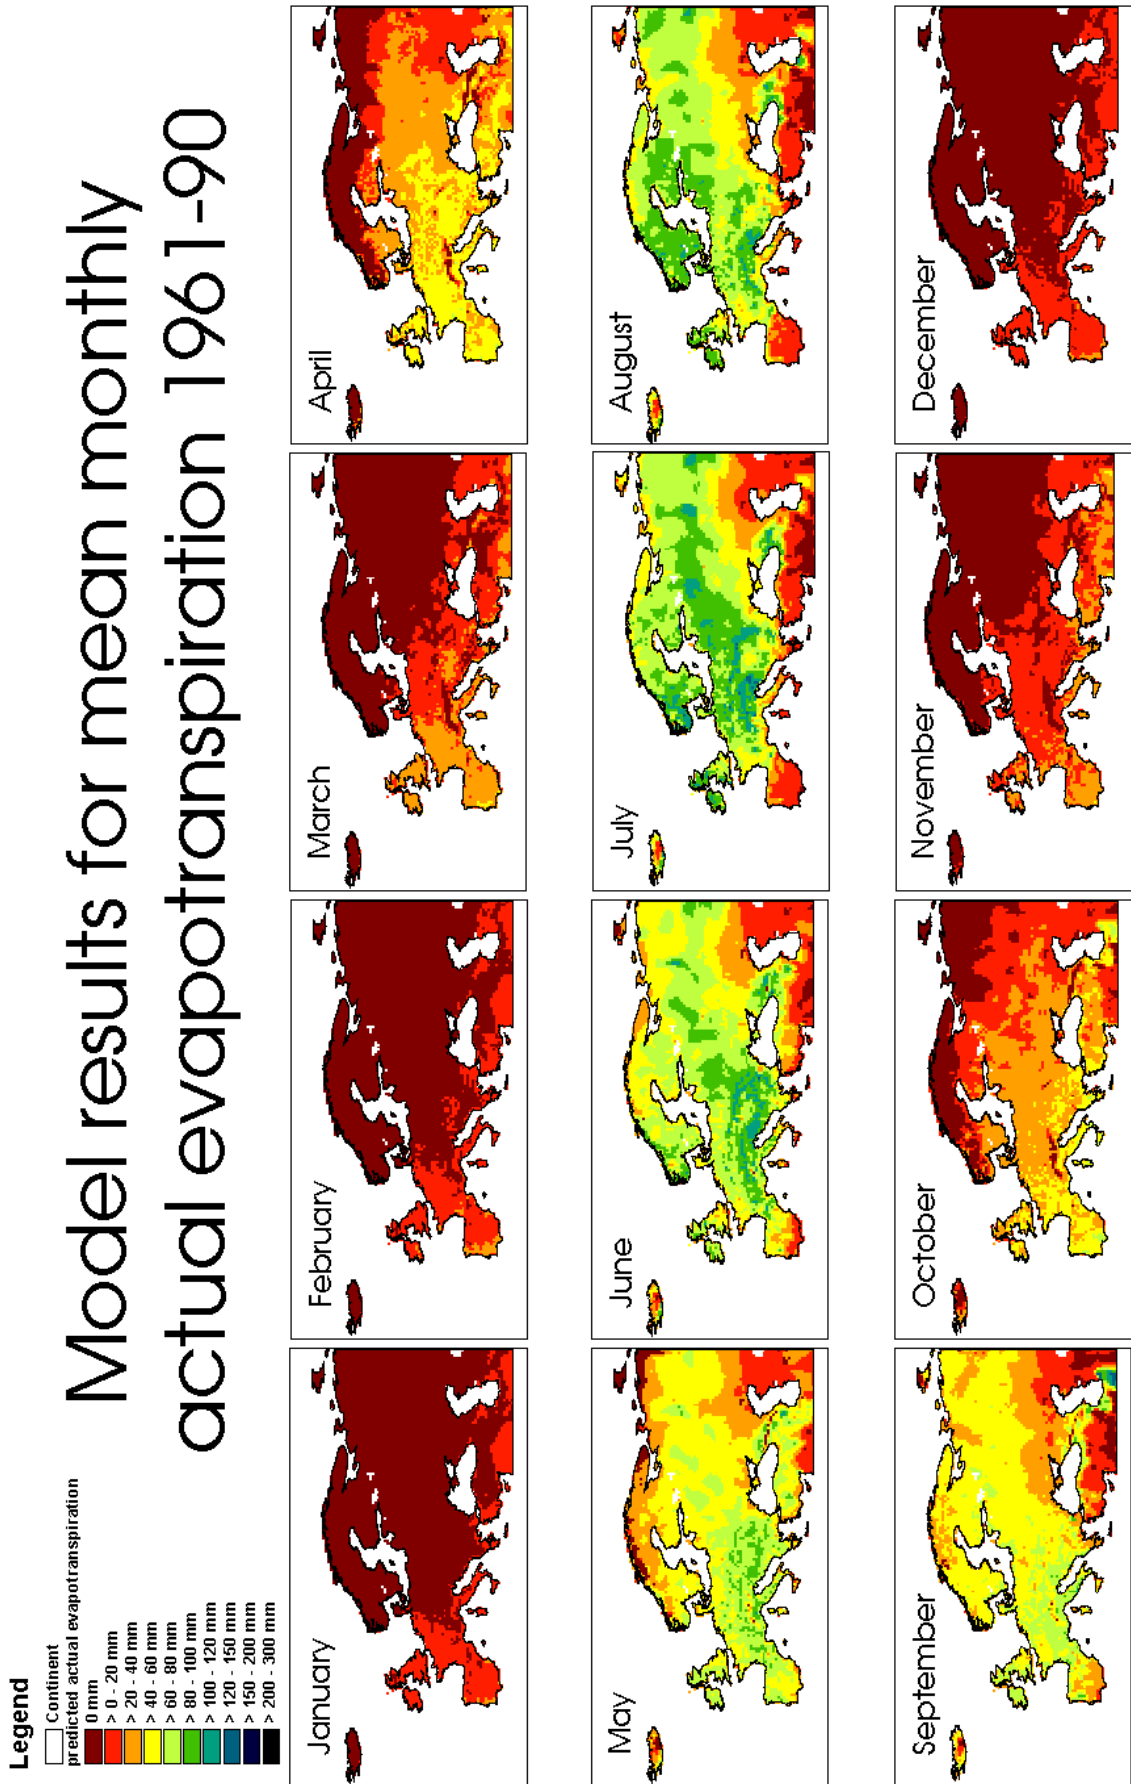 Model results for mean monthly
actual evapotranspiration 1961-90
Legend
Continent
predicted actual evapotranspiration
0 mm
> 0 - 20 mm
> 20 - 40 mm
> 40 - 60 mm
> 60 - 80 mm
> 80 - 100 mm
> 100 - 120 mm
> 120 - 150 mm
> 150 - 200 mm
> 200 - 300 mm
January
February
March
April
May
June
July
August
September
October
November
December